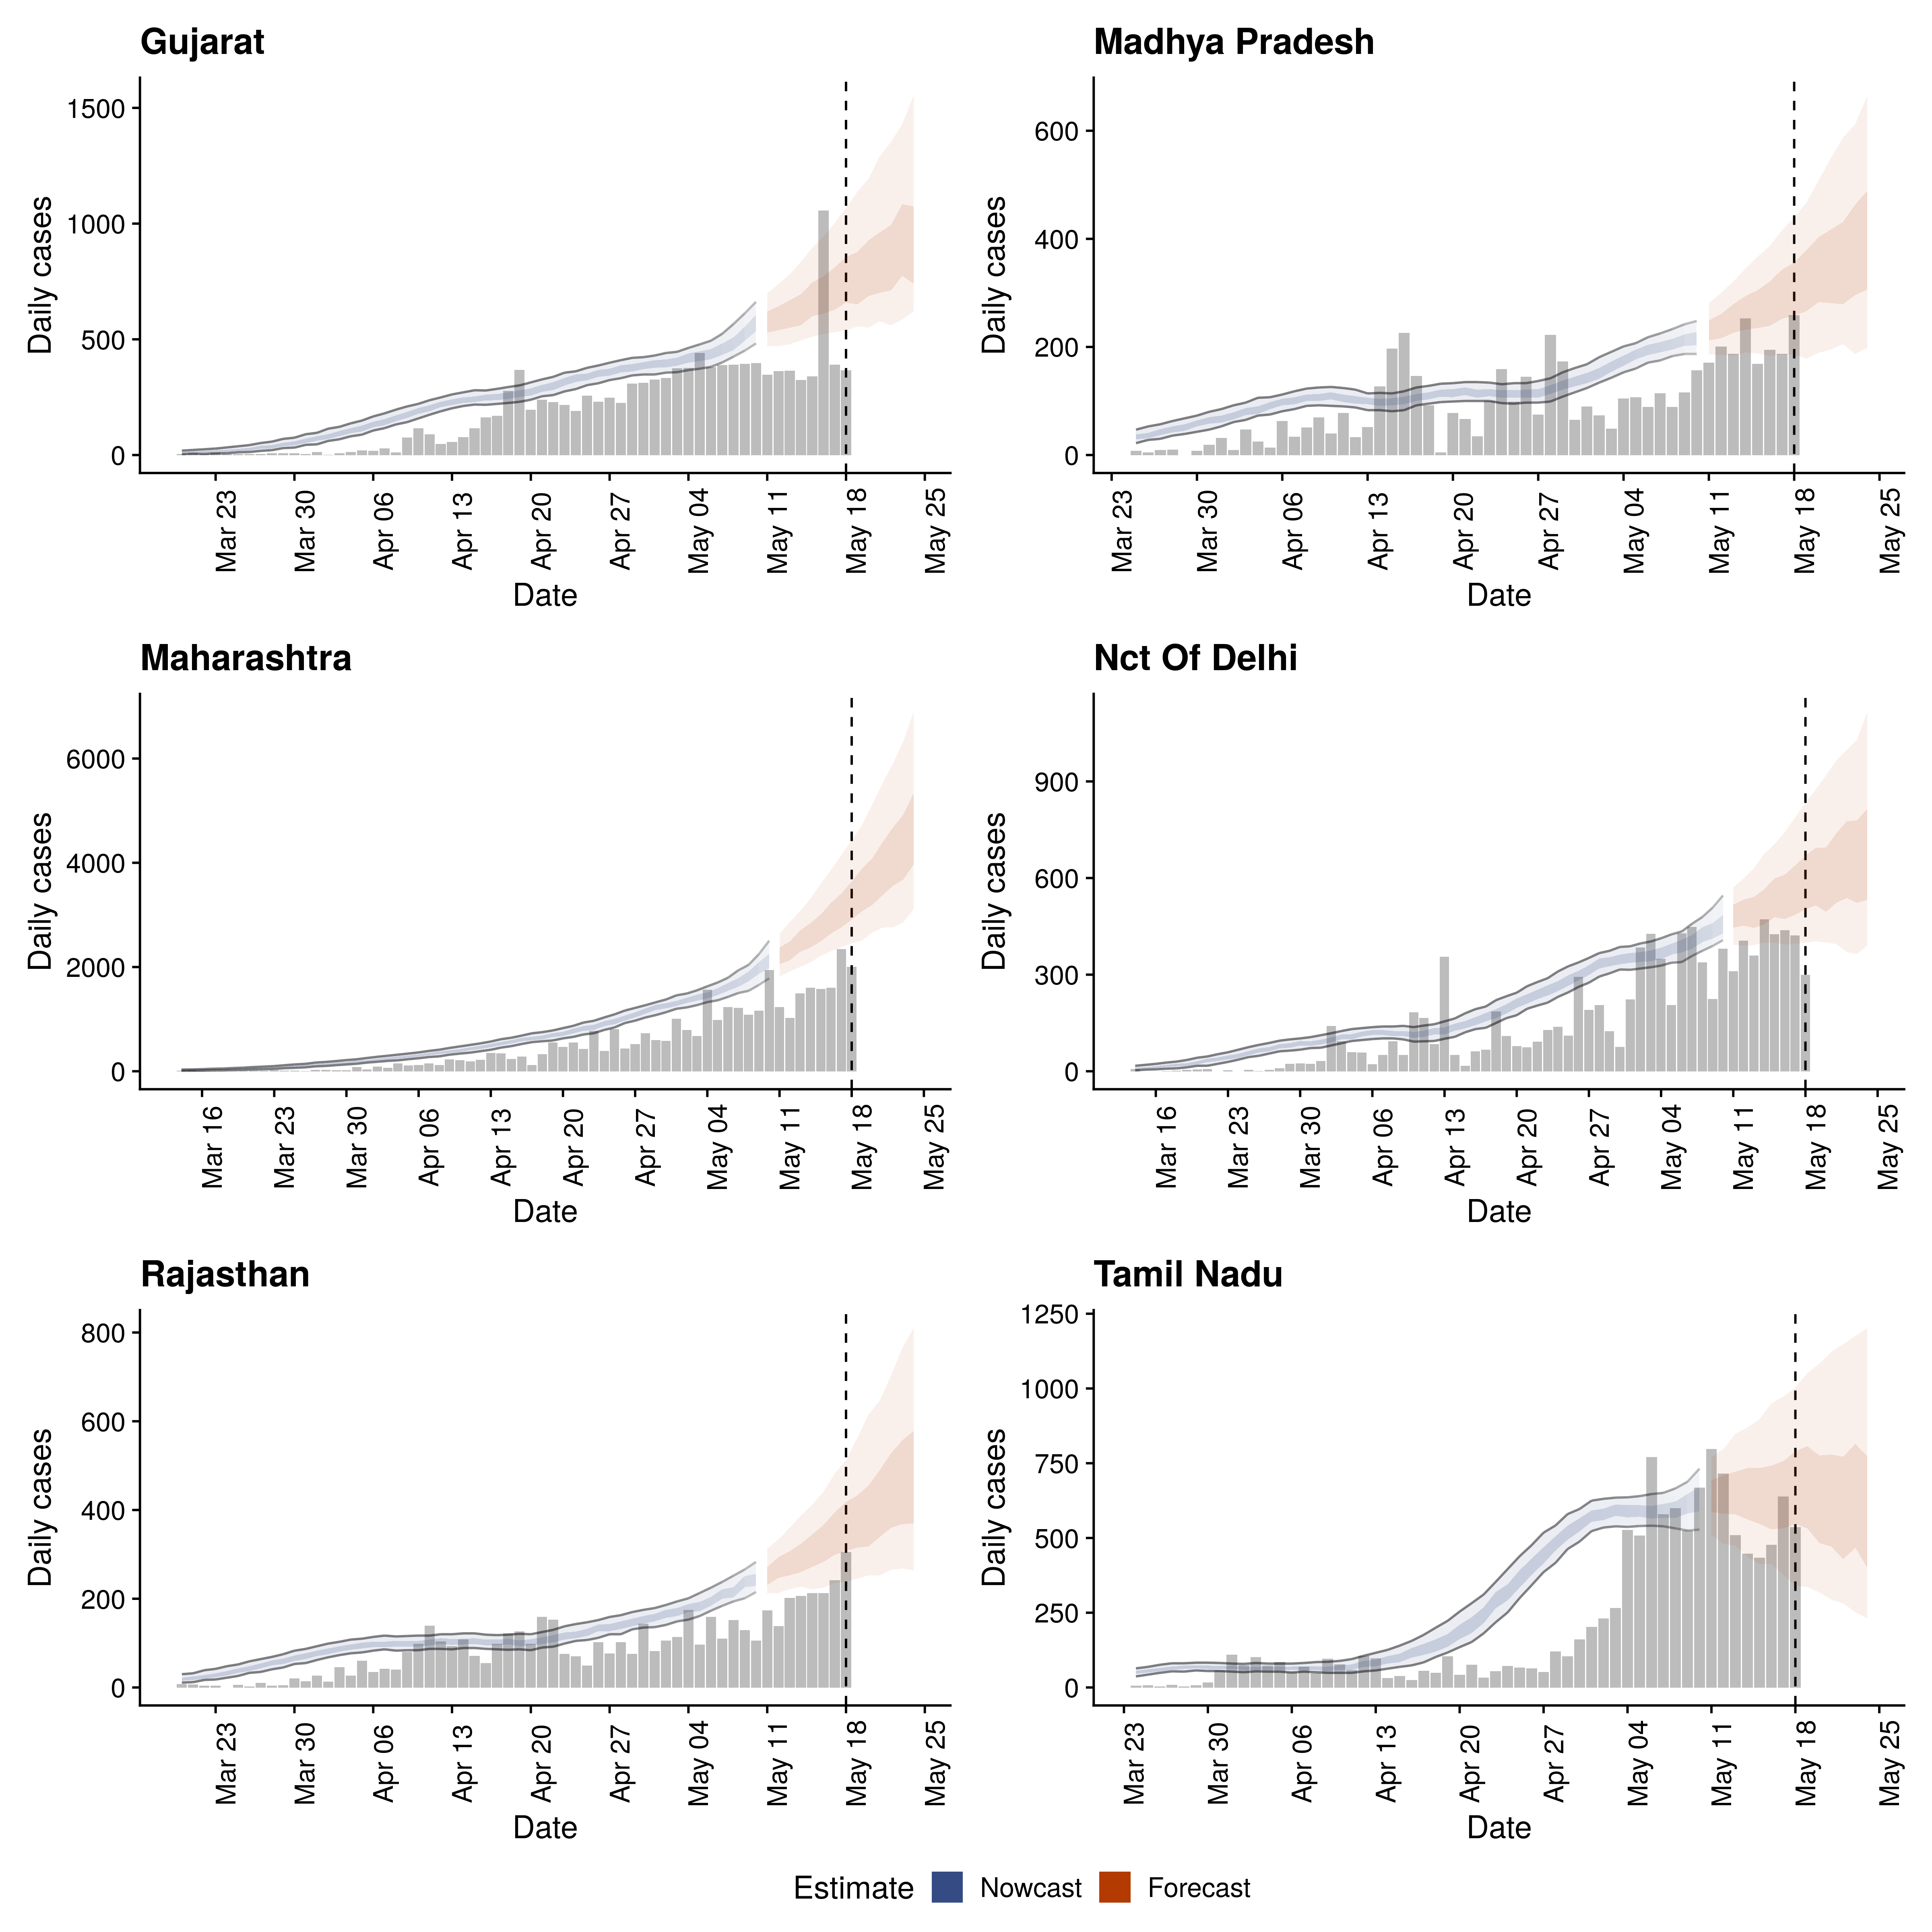 Gujarat
Daily cases
1500
1000
500
0
Mar 23
Mar 30
Apr 06
Apr 13
Apr 20
Apr 27
May 04
May 11
May 18
May 25
Date
Madhya Pradesh
Daily cases
600
400
200
0
Mar 23
Mar 30
Apr 06
Apr 13
Apr 20
Apr 27
May 04
May 11
May 18
May 25
Date
Maharashtra
Daily cases
6000
4000
2000
0
Mar 16
Mar 23
Mar 30
Apr 06
Apr 13
Apr 20
Apr 27
May 04
May 11
May 18
May 25
Date
Nct Of Delhi
Daily cases
900
600
300
0
Mar 16
Mar 23
Mar 30
Apr 06
Apr 13
Apr 20
Apr 27
May 04
May 11
May 18
May 25
Date
Rajasthan
Daily cases
800
600
400
200
0
Mar 23
Mar 30
Apr 06
Apr 13
Apr 20
Apr 27
May 04
May 11
May 18
May 25
Date
Tamil Nadu
Daily cases
1250
1000
750
500
250
0
Mar 23
Mar 30
Apr 06
Apr 13
Apr 20
Apr 27
May 04
May 11
May 18
May 25
Date
Estimate Nowcast Forecast